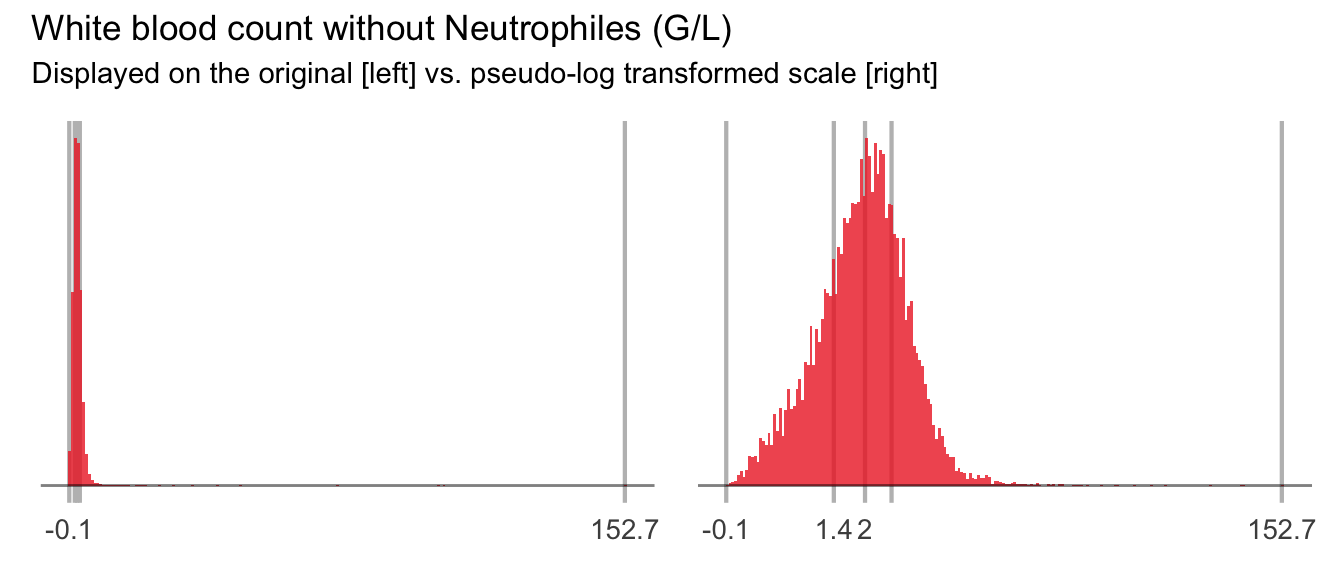 White blood count without Neutrophiles (G/L)
Displayed on the original [left] vs. pseudo-log transformed scale [right]
-0.1 152.7 -0.1 1.4 2 152.7